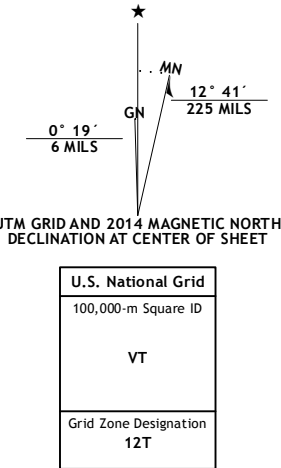 MN
GN
12° 41´
225 MILS
0° 19´
6 MILS
UTM GRID AND 2014 MAGNETIC NORTH
DECLINATION AT CENTER OF SHEET
U.S. National Grid
100,000-m Square ID
VT
Grid Zone Designation
12T